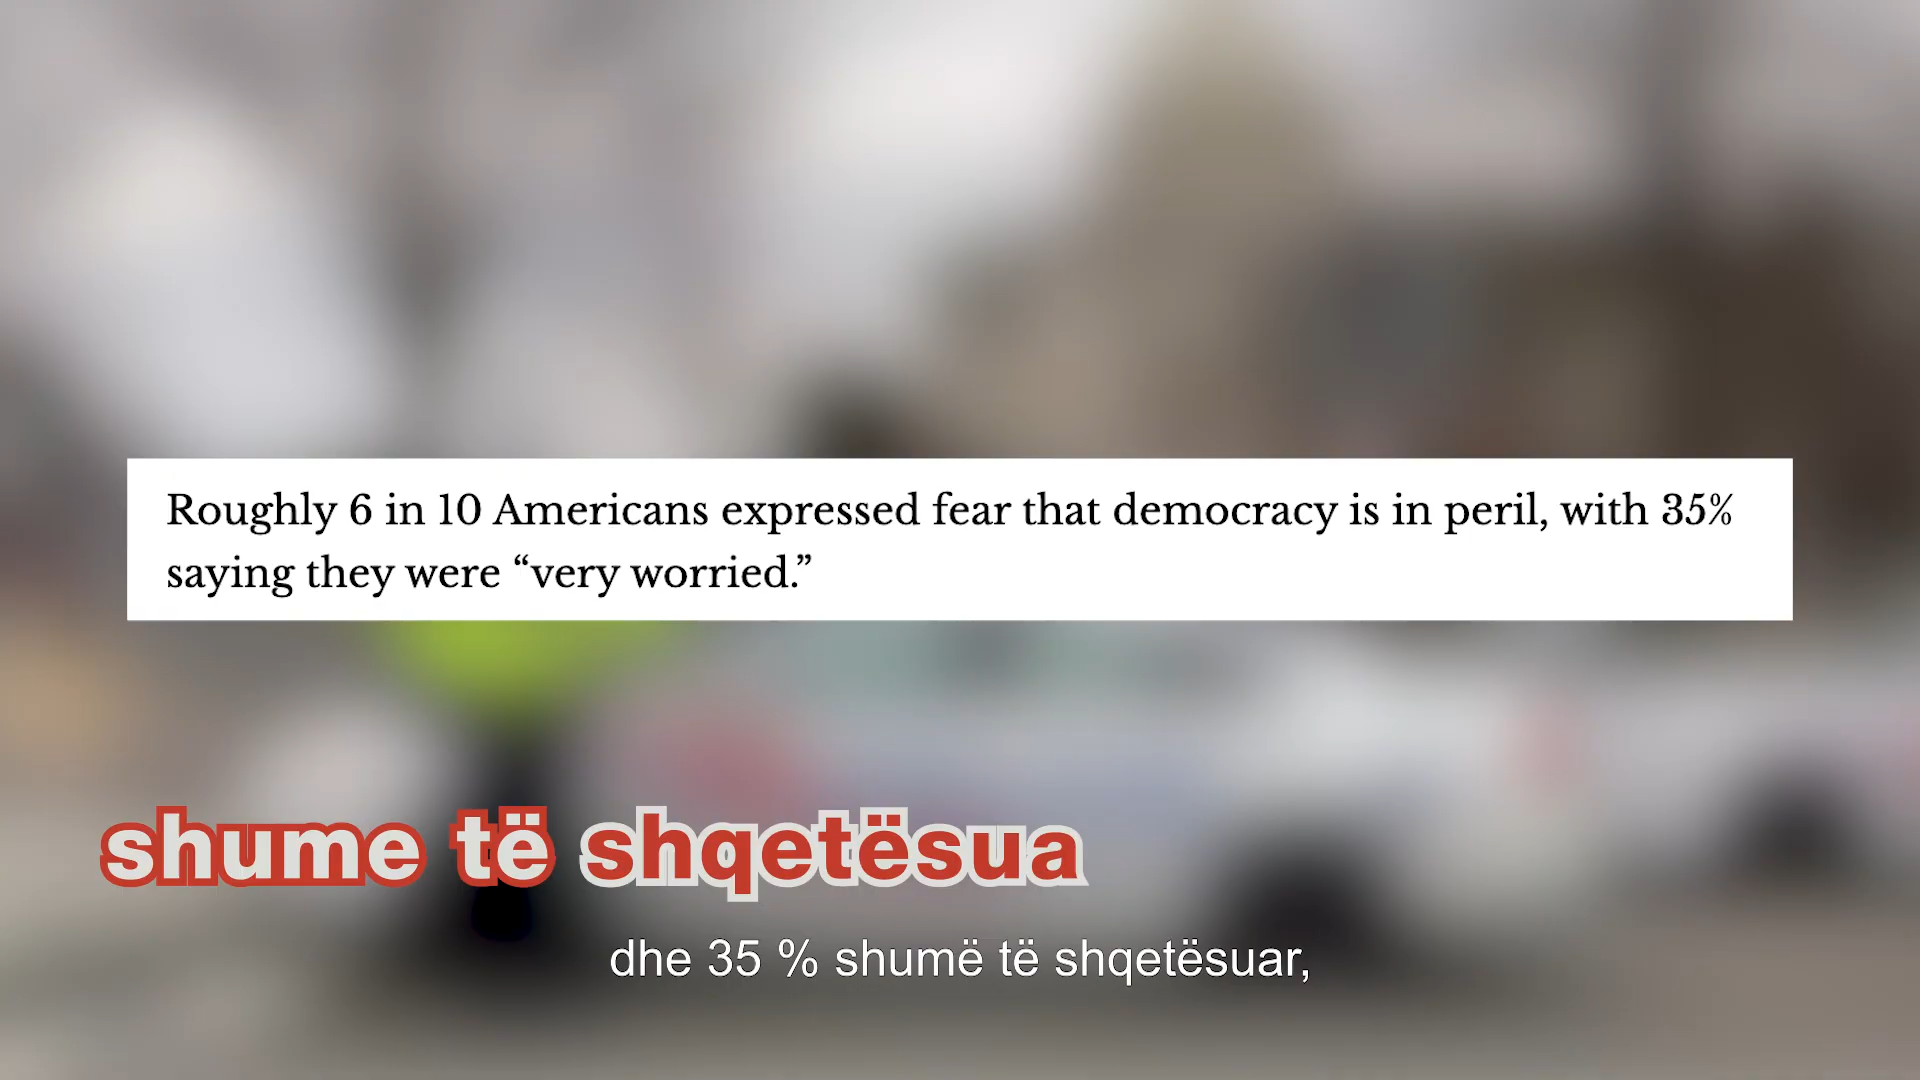 Roughly 6 in 10 Americans expressed fear that democracy is in peril, with 35%
saying they were “very worried.”
shume të shqetësua
dhe 35 % shumë të shqetësuar,